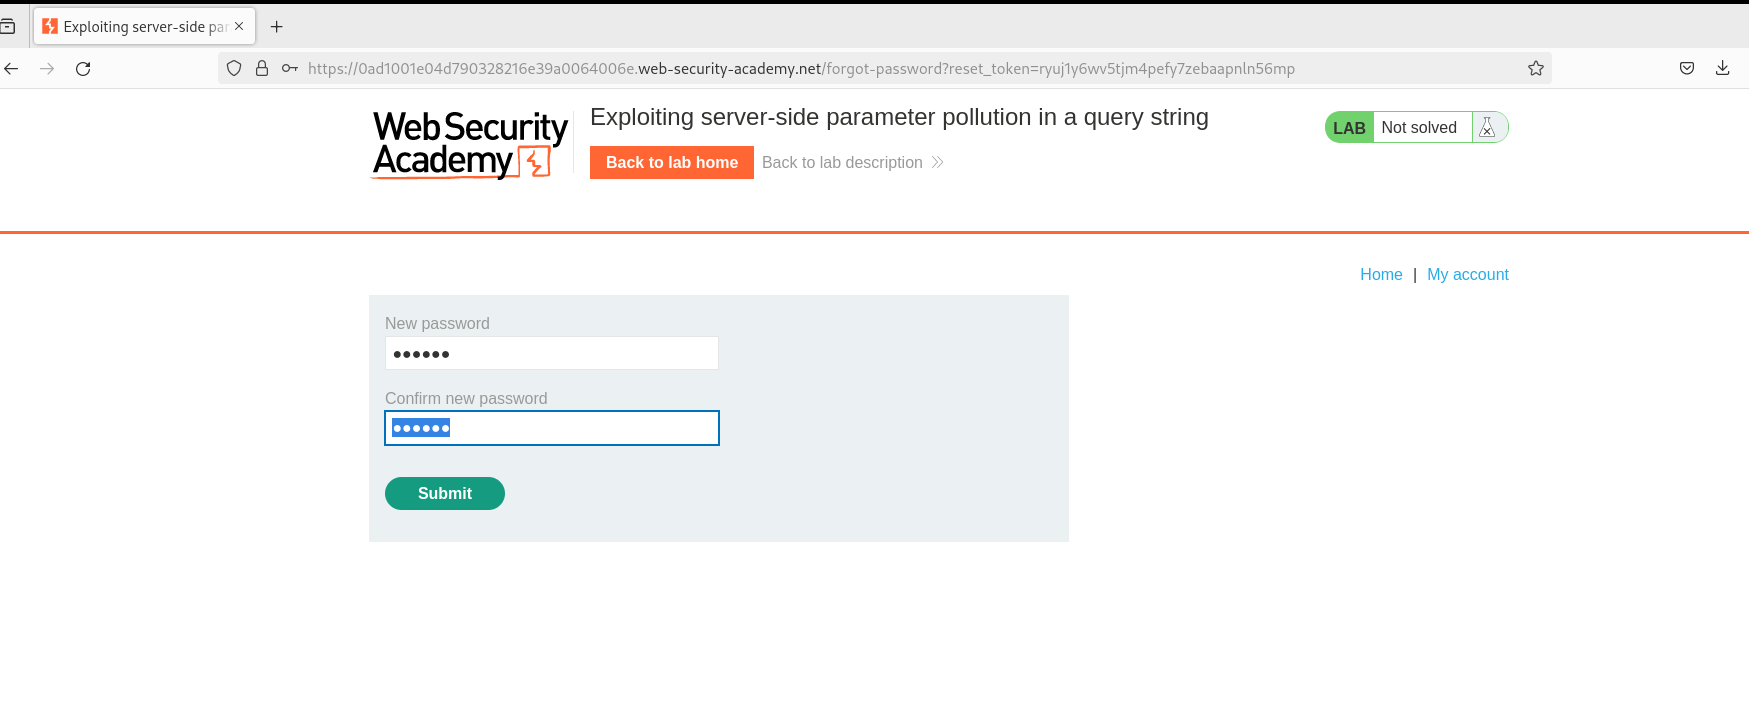 Exploiting server-side par
https://0ad1001e04d790328216e39a0064006e.web-security-academy.net/forgot-password?reset_token=ryuj1y6wv5tjm4pefy7zebaapnln56mp
Web Security
Academy
Exploiting server-side parameter pollution in a query string
Back to lab home
Back to lab description
LAB
Not solved
Home | My account
New password
••••••
Confirm new password
••••••
Submit